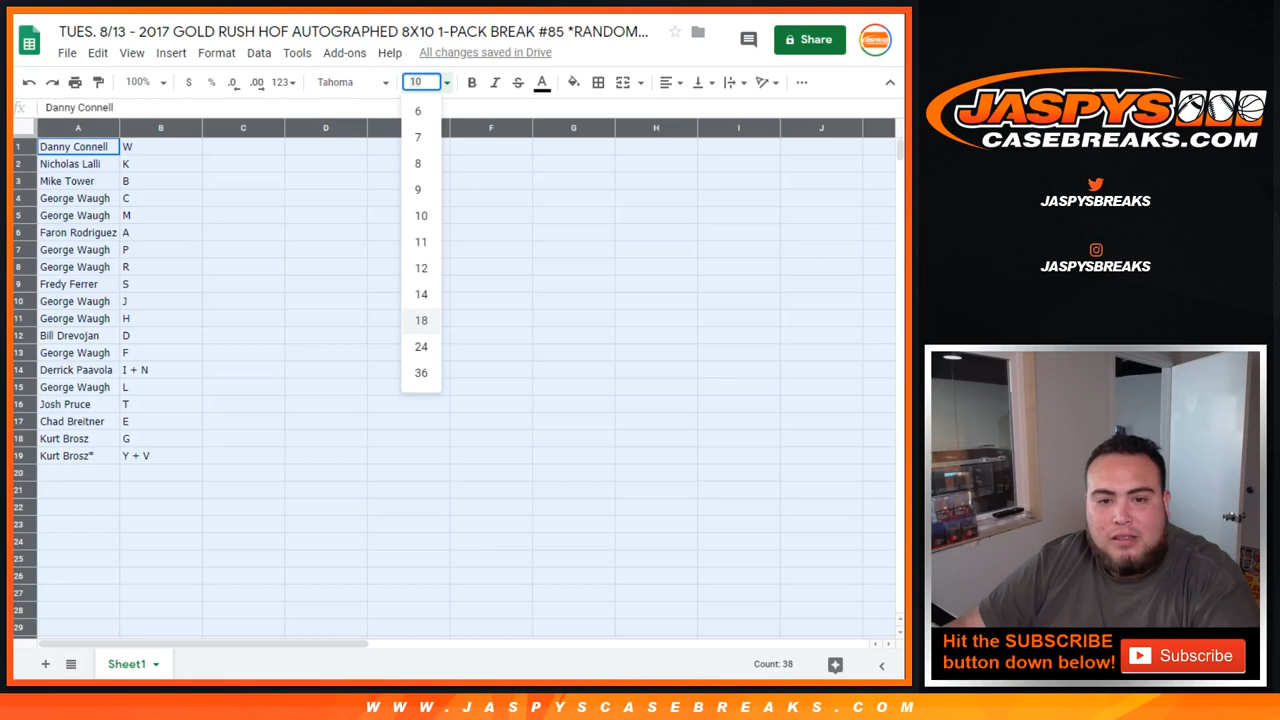 TUES. 8/13 - 2017 GOLD RUSH HOF AUTOGRAPHED 8X10 1-PACK BREAK #85 *RANDOM...
File Edit View Format Data Tools Add-ons Help All changes saved in Drive
Share
100% $ % .0 .00 123 Tahoma 10 B I S A
fx Danny Connell
A B C D F G H I J
1 Danny Connell W
2 Nicholas Lalli K
3 Mike Tower B
4 George Waugh C
5 George Waugh M
6 Faron Rodriguez A
7 George Waugh P
8 George Waugh R
9 Fredy Ferrer S
10 George Waugh J
11 George Waugh H
12 Bill Drevojan D
13 George Waugh F
14 Derrick Paavola I + N
15 George Waugh L
16 Josh Pruce T
17 Chad Breitner E
18 Kurt Brosz G
19 Kurt Brosz* Y + V
20
21
22
23
24
25
26
27
28
29
6
7
8
9
10
11
12
14
18
24
36
Sheet1
Count: 38
JASPYS
CASEBREAKS.COM
JASPYSBREAKS
JASPYSBREAKS
Hit the SUBSCRIBE
button down below!
Subscribe
WWW.JASPYSCASEBREAKS.COM